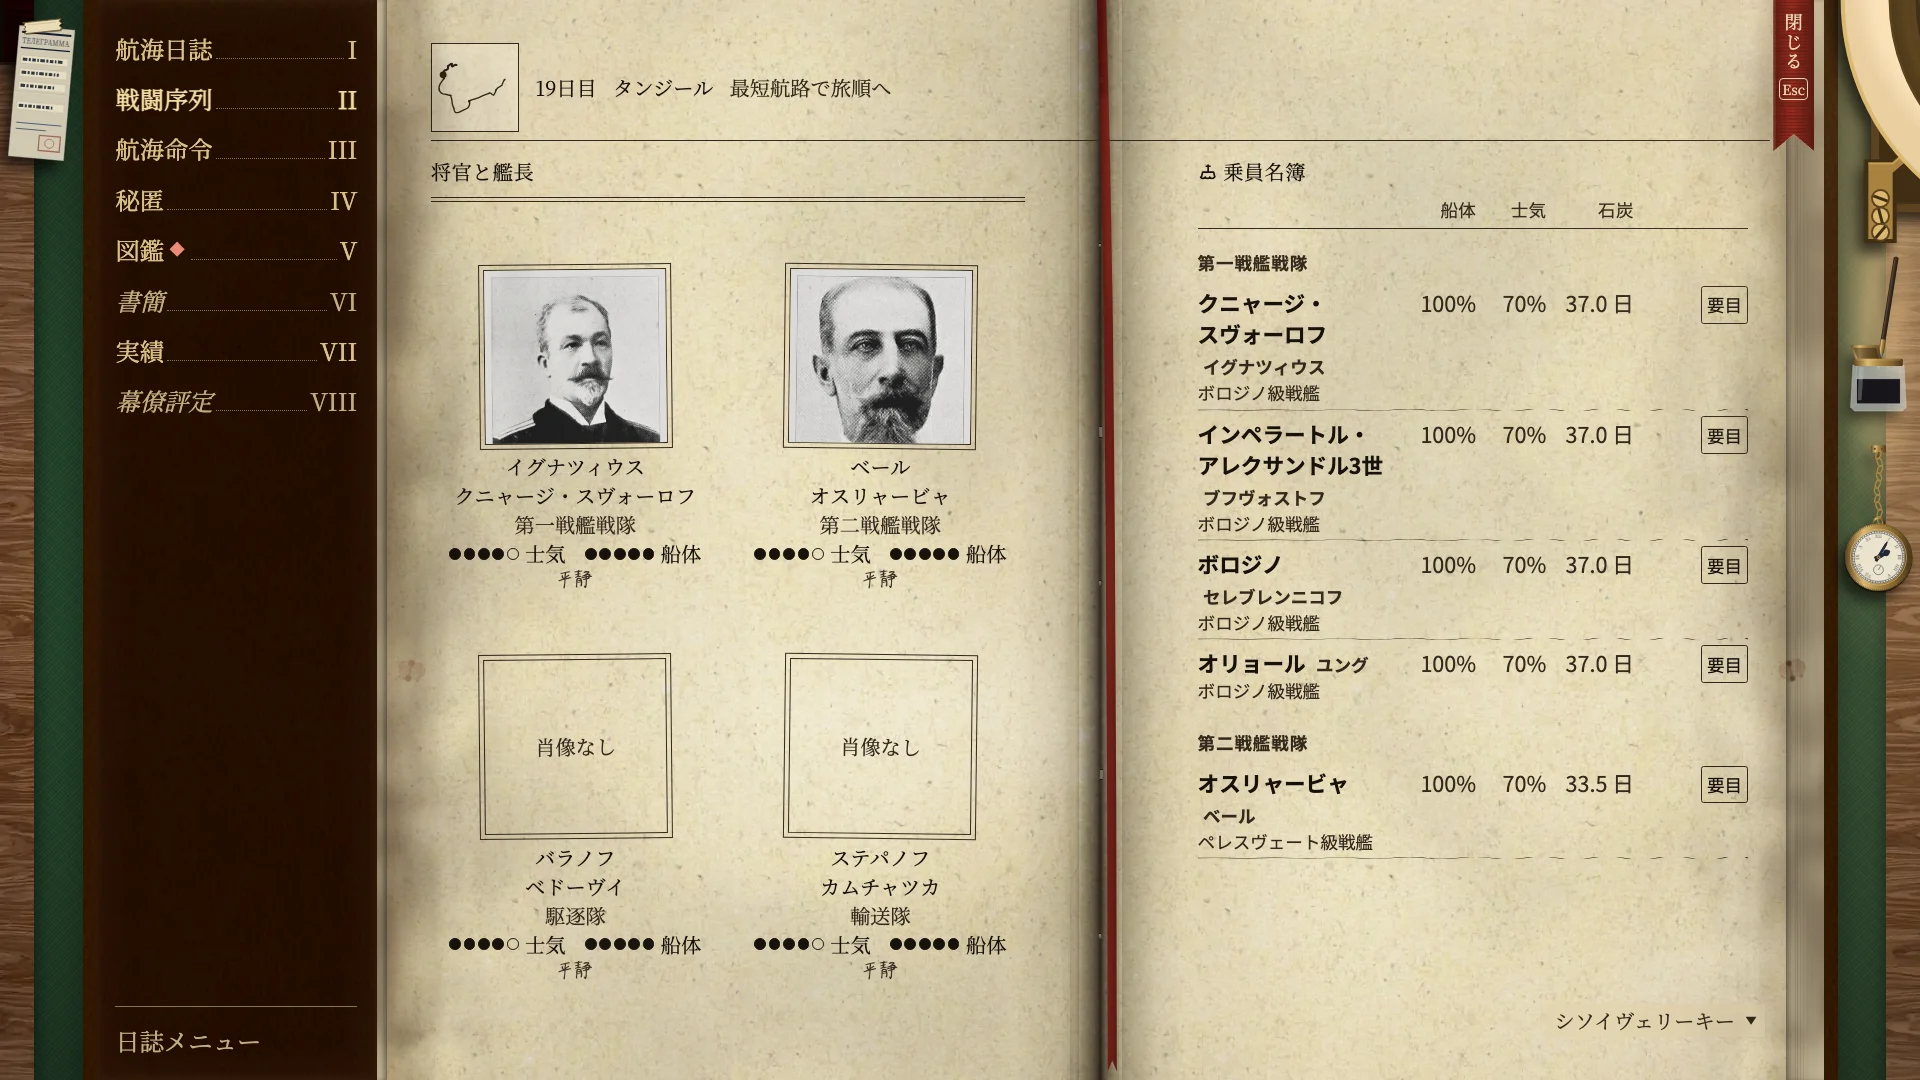 ТЕЛЕГРАММА
航海日誌 I
戦闘序列 II
航海命令 III
秘匿 IV
図鑑 V
書簡 VI
実績 VII
幕僚評定 VIII
日誌メニュー
19日目 タンジール 最短航路で旅順へ
将官と艦長
イグナツィウス
クニャージ・スヴォーロフ
第一戦艦戦隊
●●●●○ 士気 ●●●●● 船体
平静
ベール
オスリャービャ
第二戦艦戦隊
●●●●○ 士気 ●●●●● 船体
平静
肖像なし
バラノフ
ベドーヴイ
駆逐隊
●●●●○ 士気 ●●●●● 船体
平静
肖像なし
ステパノフ
カムチャツカ
輸送隊
●●●●○ 士気 ●●●●● 船体
平静
乗員名簿
船体 士気 石炭
第一戦艦戦隊
クニャージ・ 100% 70% 37.0 日 要目
スヴォーロフ
イグナツィウス
ボロジノ級戦艦
インペラートル・ 100% 70% 37.0 日 要目
アレクサンドル3世
ブフヴォストフ
ボロジノ級戦艦
ボロジノ 100% 70% 37.0 日 要目
セレブレンニコフ
ボロジノ級戦艦
オリョール ユング 100% 70% 37.0 日 要目
ボロジノ級戦艦
第二戦艦戦隊
オスリャービャ 100% 70% 33.5 日 要目
ベール
ペレスヴェート級戦艦
シソイヴェリーキー ▼
閉じる
Esc